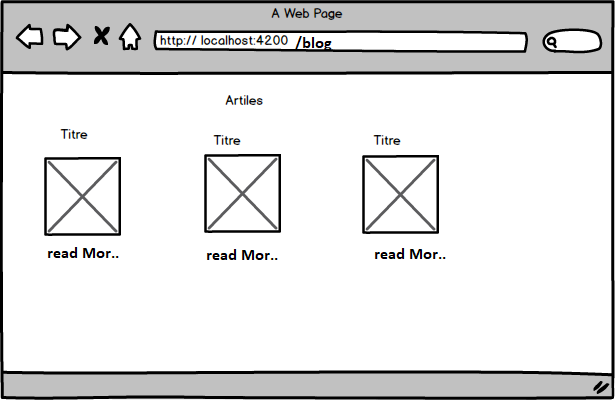 A Web Page
http:// localhost:4200 /blog
Artiles
Titre Titre Titre
read Mor.. read Mor.. read Mor..